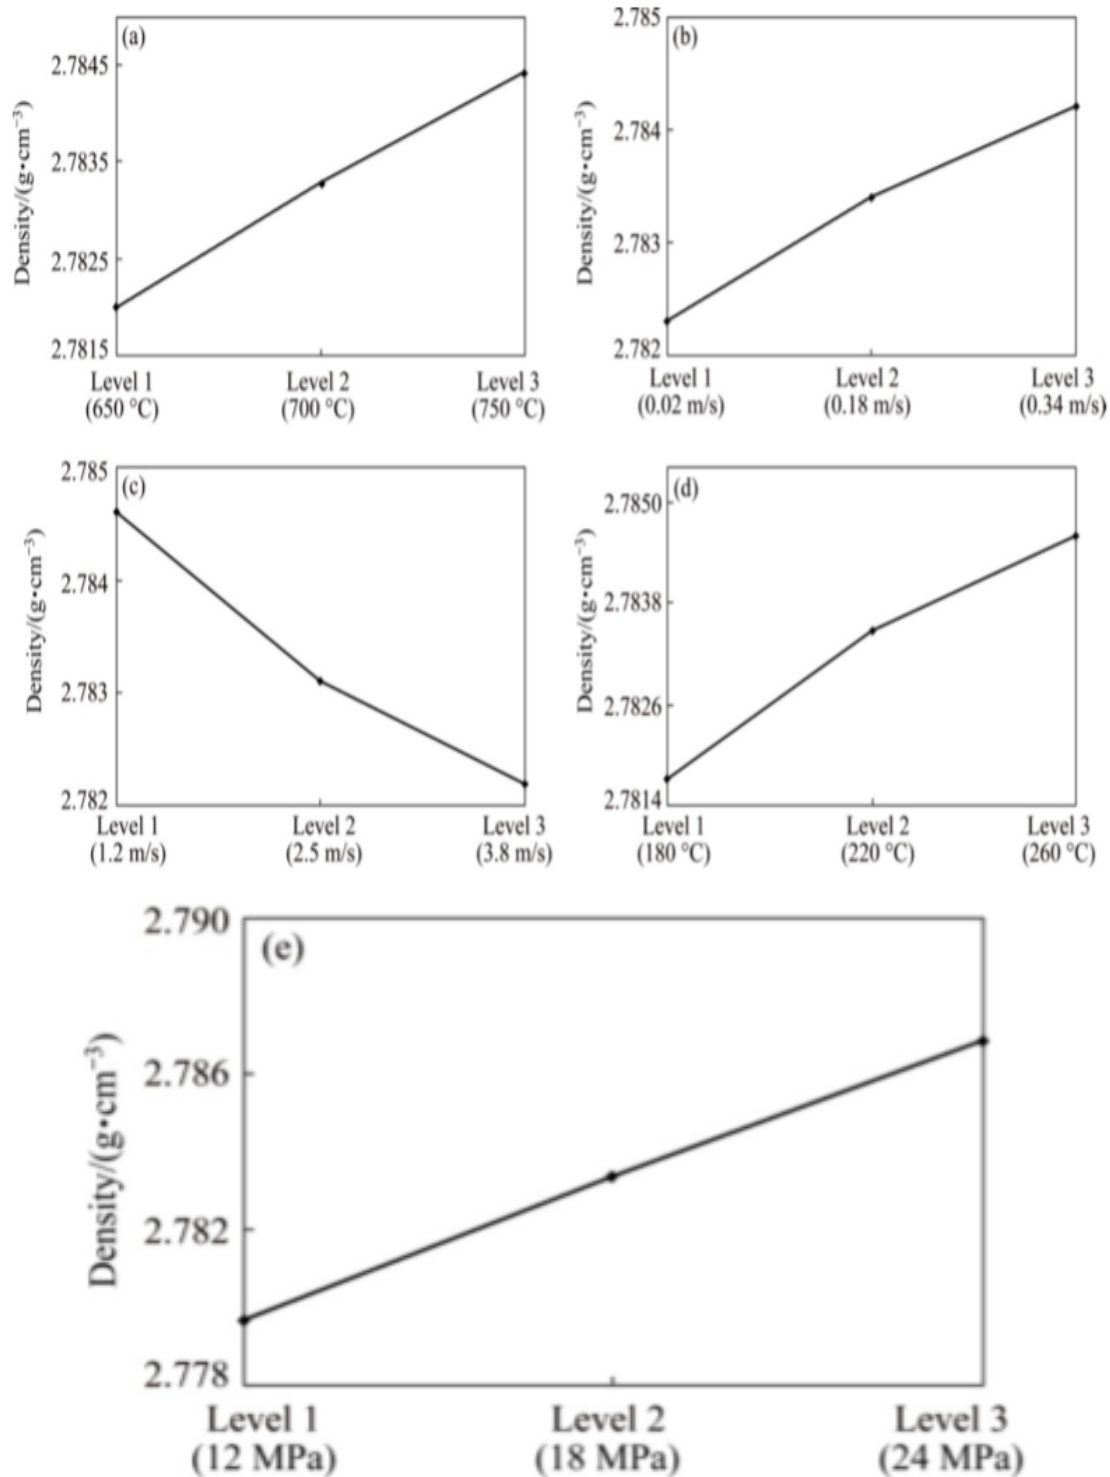 (a)
2.7845
2.7835
2.7825
2.7815
Density/(g•cm⁻³)
Level 1 Level 2 Level 3
(650 °C) (700 °C) (750 °C)
(b)
2.785
2.784
2.783
2.782
Density/(g•cm⁻³)
Level 1 Level 2 Level 3
(0.02 m/s) (0.18 m/s) (0.34 m/s)
(c)
2.785
2.784
2.783
2.782
Density/(g•cm⁻³)
Level 1 Level 2 Level 3
(1.2 m/s) (2.5 m/s) (3.8 m/s)
(d)
2.7850
2.7838
2.7826
2.7814
Density/(g•cm⁻³)
Level 1 Level 2 Level 3
(180 °C) (220 °C) (260 °C)
(e)
2.790
2.786
2.782
2.778
Density/(g•cm⁻³)
Level 1 Level 2 Level 3
(12 MPa) (18 MPa) (24 MPa)